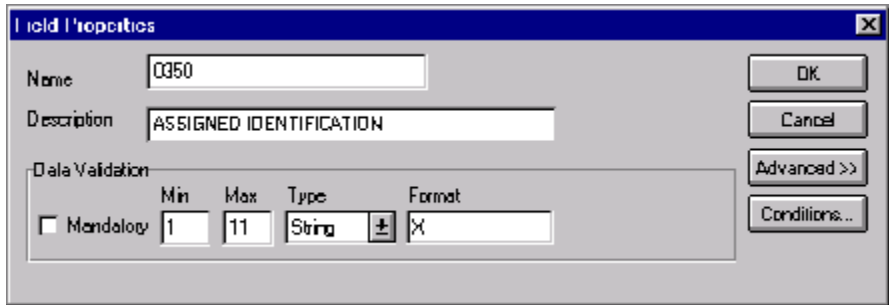 Field Properties
Name 0350 OK
Description ASSIGNED IDENTIFICATION Cancel
Data Validation Advanced >>
Min Max Type Format
Mandatory 1 11 String X Conditions...